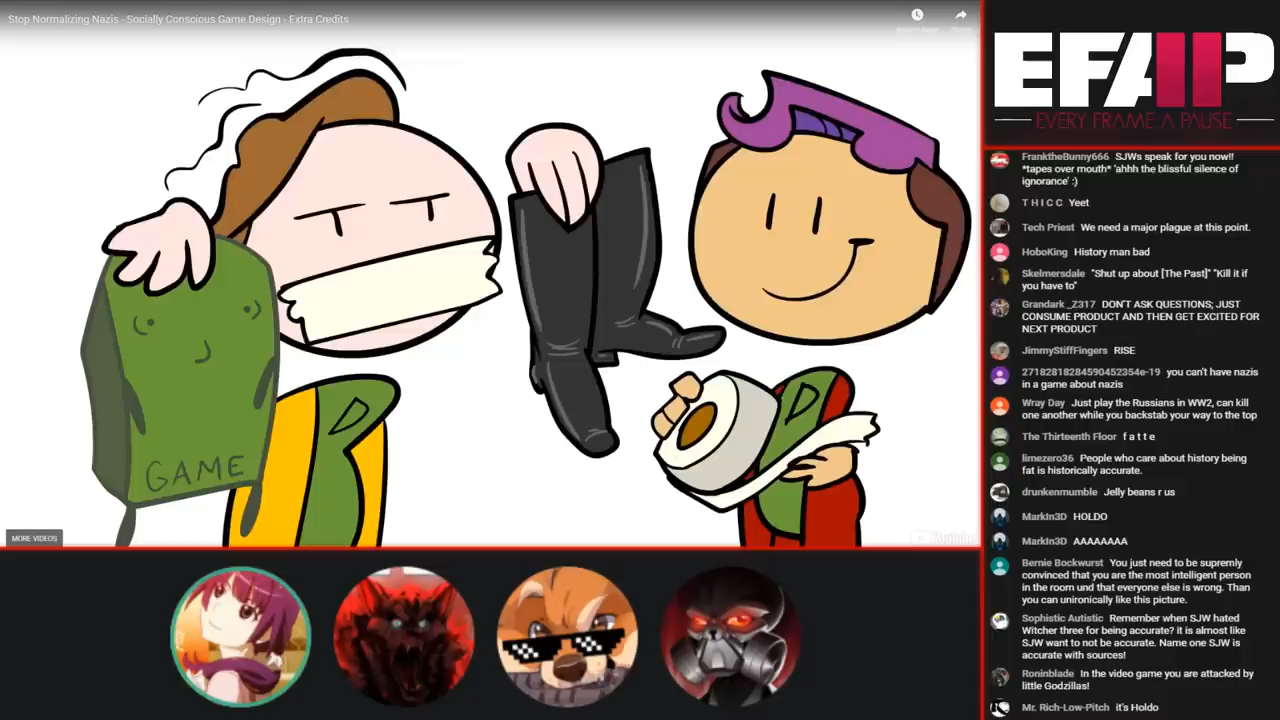 Stop Normalizing Nazis - Socially Conscious Game Design - Extra Credits
GAME
MORE VIDEOS
YouTube
EFAP
EVERY FRAME A PAUSE
FranktheBunny666 SJWs speak for you now!!
*tapes over mouth* 'ahhh the blissful silence of
ignorance' :)
T H I C C Yeet
Tech Priest We need a major plague at this point.
HoboKing History man bad
Skelmersdale "Shut up about [The Past]" "Kill it if
you have to"
Grandark_Z317 DON'T ASK QUESTIONS; JUST
CONSUME PRODUCT AND THEN GET EXCITED FOR
NEXT PRODUCT
JimmyStiffFingers RISE
27182818284590452354e-19 you can't have nazis
in a game about nazis
Wray Day Just play the Russians in WW2, can kill
one another while you backstab your way to the top
The Thirteenth Floor f a t t e
limezero36 People who care about history being
fat is historically accurate.
drunkenmumble Jelly beans r us
MarkIn3D HOLDO
MarkIn3D AAAAAAAA
Bernie Bockwurst You just need to be supremly
convinced that you are the most intelligent person
in the room und that everyone else is wrong. Than
you can unironically like this picture.
Sophistic Autistic Remember when SJW hated
Witcher three for being accurate? it is almost like
SJW want to not be accurate. Name one SJW is
accurate with sources!
Roninblade In the video game you are attacked by
little Godzillas!
Mr. Rich-Low-Pitch it's Holdo